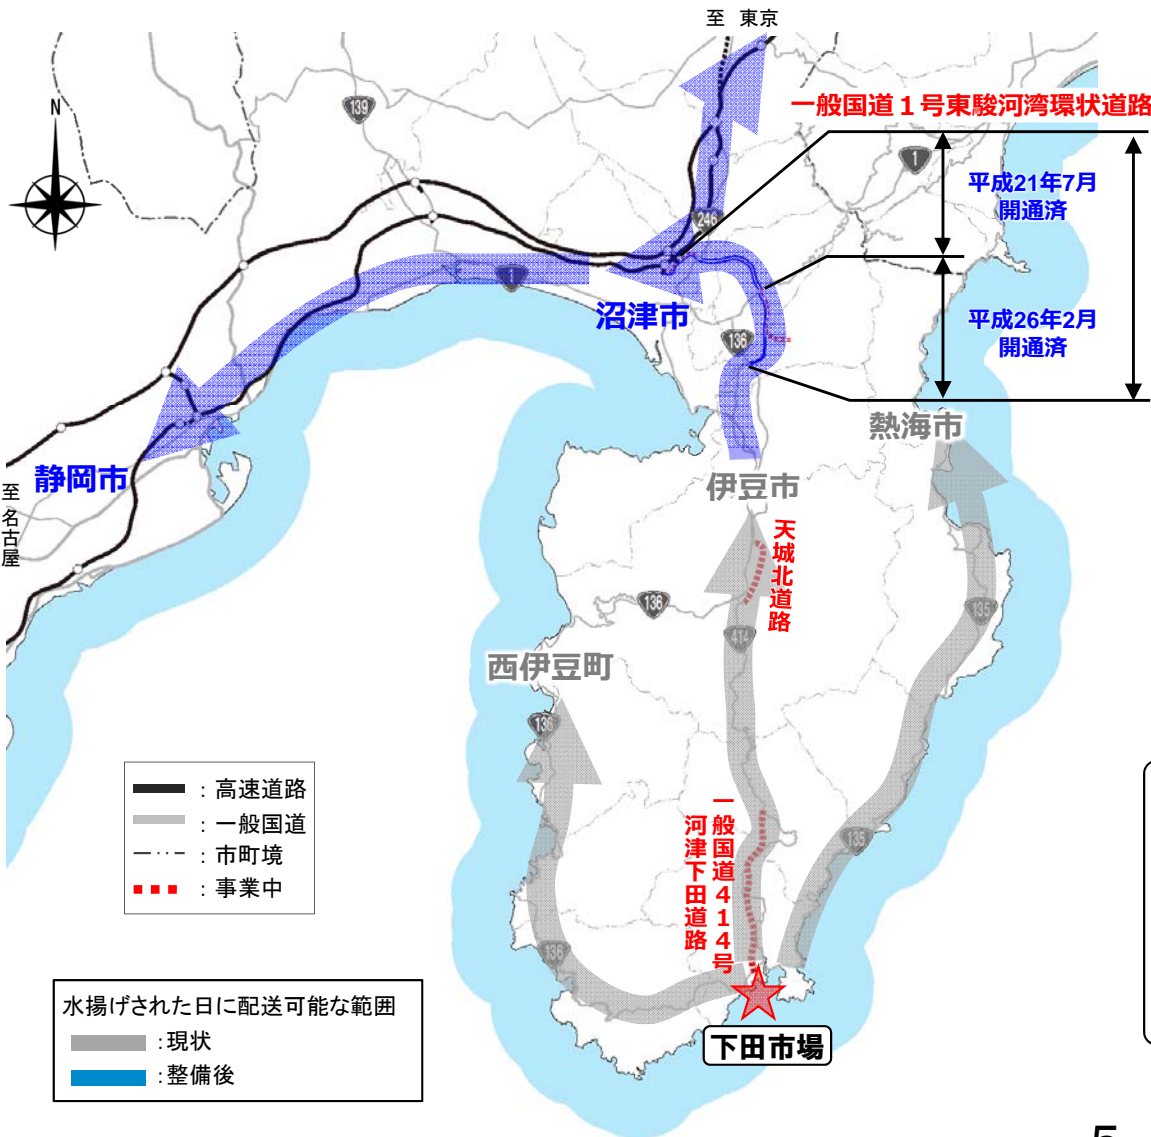 至 東京
一般国道１号東駿河湾環状道路
N
139
1
平成21年7月
開通済
246
1
沼津市
136
平成26年2月
開通済
熱海市
静岡市
至名古屋
伊豆市
天城北道路
136
135
414
西伊豆町
136
：高速道路
：一般国道
：市町境
：事業中
一般国道４１４号
河津下田道路
135
136
水揚げされた日に配送可能な範囲
：現状
：整備後
下田市場